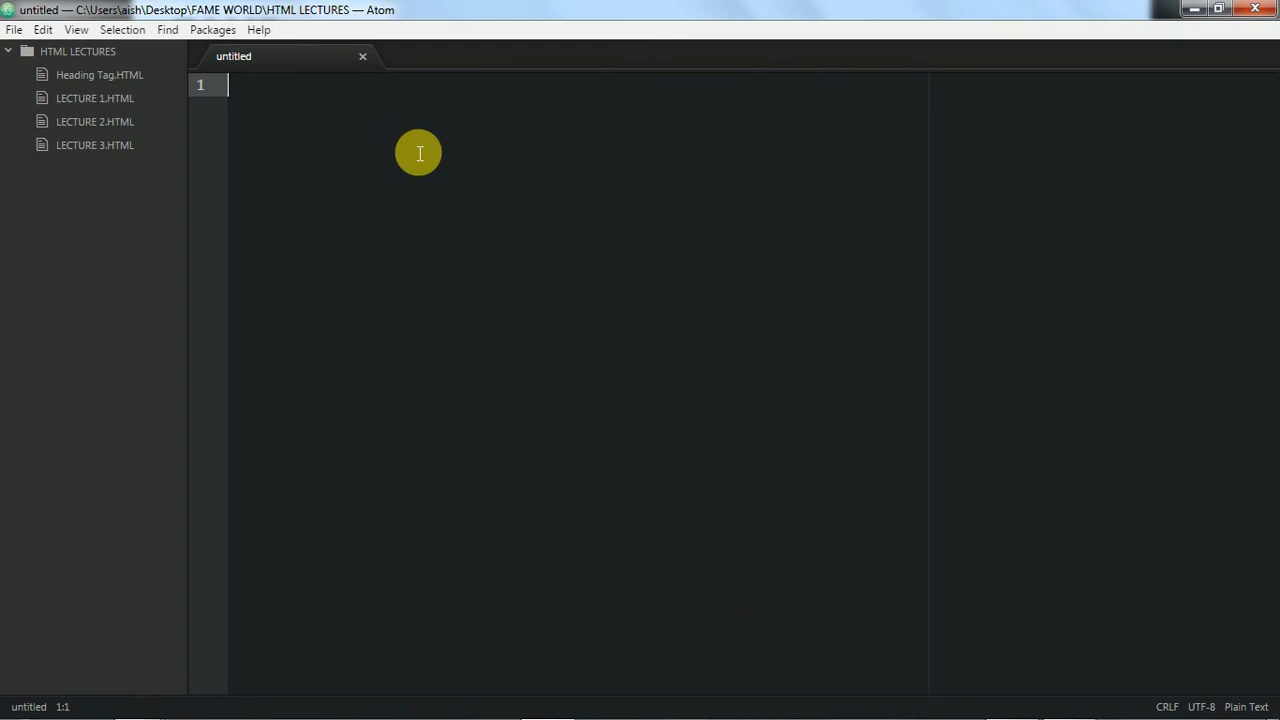 untitled — C:\Users\aish\Desktop\FAME WORLD\HTML LECTURES — Atom
File Edit View Selection Find Packages Help
HTML LECTURES
Heading Tag.HTML
LECTURE 1.HTML
LECTURE 2.HTML
LECTURE 3.HTML
untitled
1
untitled 1:1 CRLF UTF-8 Plain Text